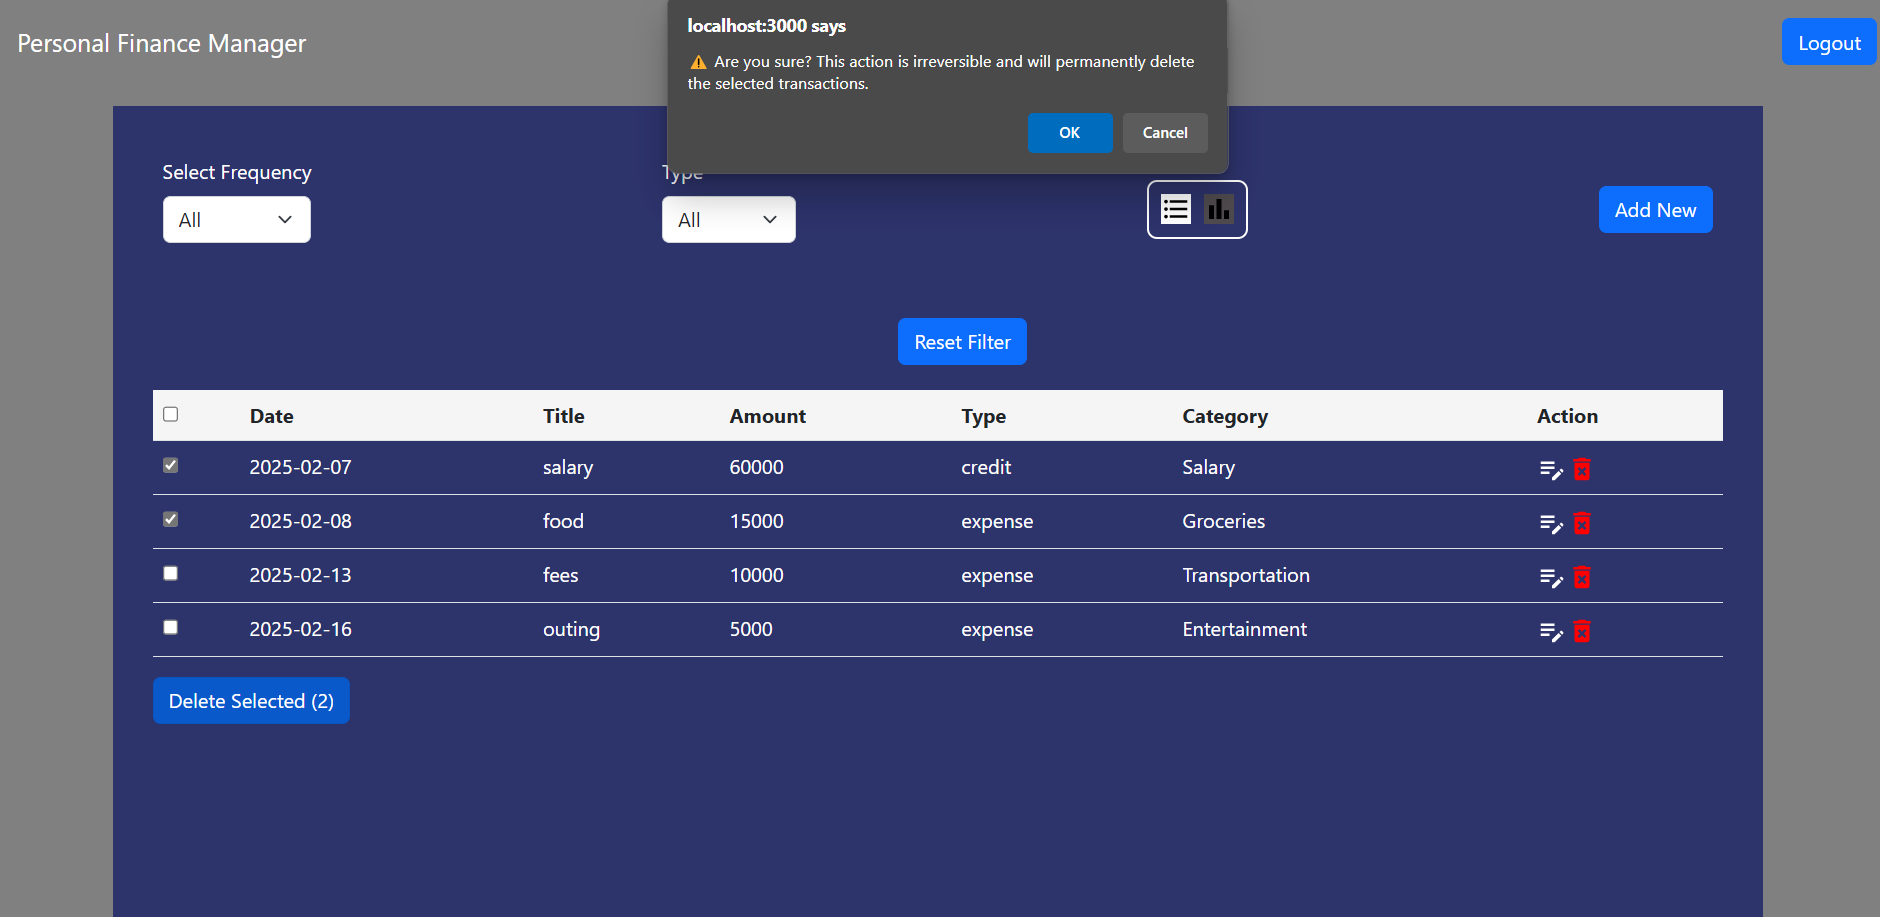 localhost:3000 says
⚠ Are you sure? This action is irreversible and will permanently delete
the selected transactions.
OK Cancel
Personal Finance Manager
Logout
Select Frequency
Type
All
All
Add New
Reset Filter
Date Title Amount Type Category Action
2025-02-07 salary 60000 credit Salary
2025-02-08 food 15000 expense Groceries
2025-02-13 fees 10000 expense Transportation
2025-02-16 outing 5000 expense Entertainment
Delete Selected (2)